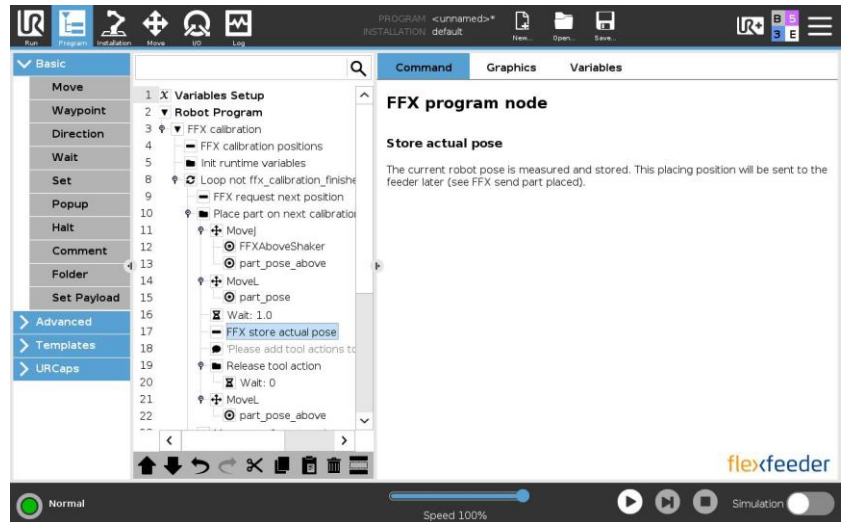 PROGRAM <unnamed>*
INSTALLATION default
Run
Program
Installation
Move
I/O
Log
New...
Open...
Save...
UR+
B 5
3 E
Basic
Move
Waypoint
Direction
Wait
Set
Popup
Halt
Comment
Folder
Set Payload
Advanced
Templates
URCaps
1 X Variables Setup
2 Robot Program
3 FFX calibration
4 FFX calibration positions
5 Init runtime variables
8 Loop not ffx_calibration_finishe
9 FFX request next position
10 Place part on next calibration
11 MoveJ
12 FFXAboveShaker
13 part_pose_above
14 MoveL
15 part_pose
16 Wait: 1.0
17 FFX store actual pose
18 'Please add tool actions to
19 Release tool action
20 Wait: 0
21 MoveL
22 part_pose_above
Command
Graphics
Variables
FFX program node
Store actual pose
The current robot pose is measured and stored. This placing position will be sent to the
feeder later (see FFX send part placed).
flexfeeder
Normal
Speed 100%
Simulation